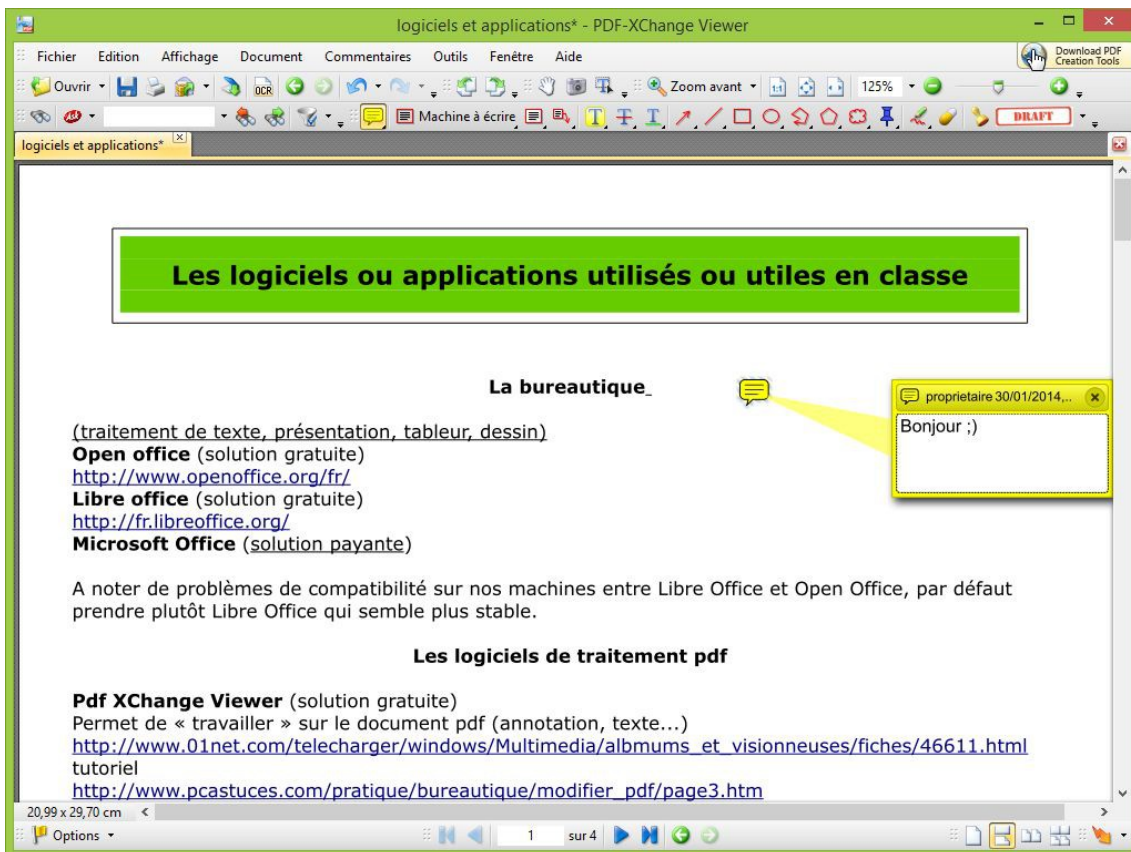 logiciels et applications* - PDF-XChange Viewer
Fichier Edition Affichage Document Commentaires Outils Fenêtre Aide
Download PDF
Creation Tools
Ouvrir OCR Zoom avant 1:1 125%
Machine à écrire T T T DRAFT
logiciels et applications*
Les logiciels ou applications utilisés ou utiles en classe
La bureautique
proprietaire 30/01/2014,..
Bonjour ;)
(traitement de texte, présentation, tableur, dessin)
Open office (solution gratuite)
http://www.openoffice.org/fr/
Libre office (solution gratuite)
http://fr.libreoffice.org/
Microsoft Office (solution payante)
A noter de problèmes de compatibilité sur nos machines entre Libre Office et Open Office, par défaut
prendre plutôt Libre Office qui semble plus stable.
Les logiciels de traitement pdf
Pdf XChange Viewer (solution gratuite)
Permet de « travailler » sur le document pdf (annotation, texte...)
http://www.01net.com/telecharger/windows/Multimedia/albmums_et_visionneuses/fiches/46611.html
tutoriel
http://www.pcastuces.com/pratique/bureautique/modifier_pdf/page3.htm
20,99 x 29,70 cm
Options 1 sur 4